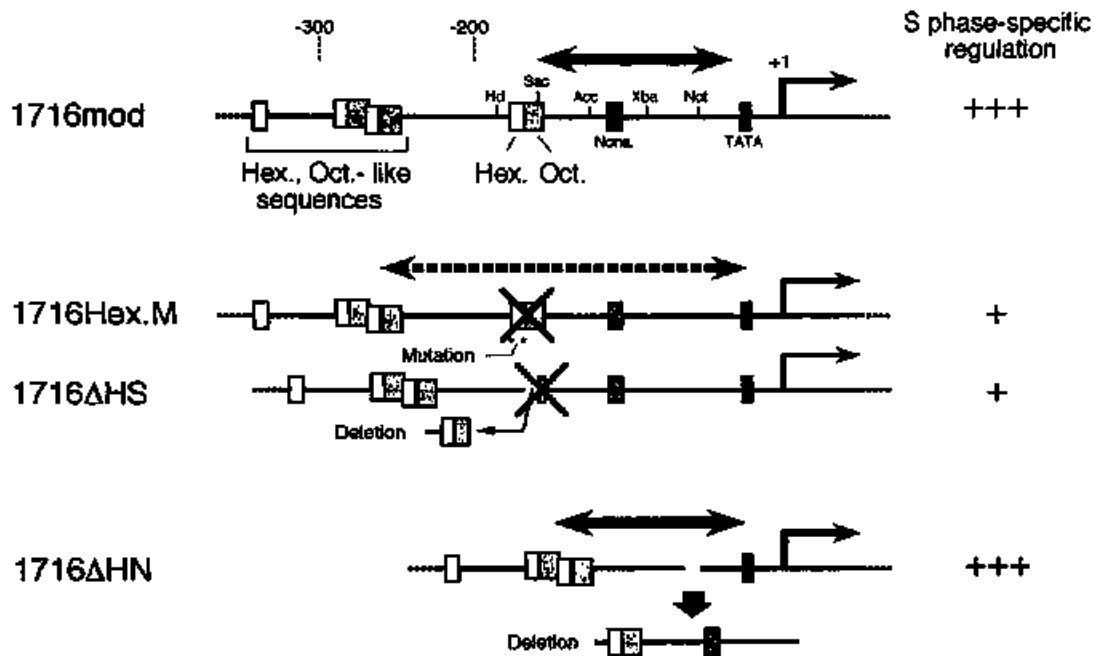 S phase-specific
regulation
-300
-200
+1
1716mod
Hd
Sac
Acc
Xba
Not
+++
Nona.
TATA
Hex., Oct.- like
sequences
Hex. Oct.
1716Hex.M
+
Mutation
1716ΔHS
+
Deletion
1716ΔHN
+++
Deletion